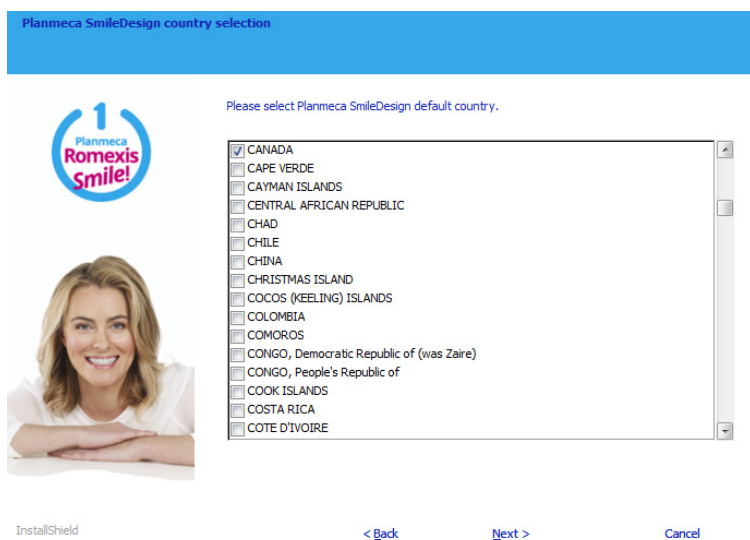 Planmeca SmileDesign country selection
1
Planmeca
Romexis
Smile!
Please select Planmeca SmileDesign default country.
CANADA
CAPE VERDE
CAYMAN ISLANDS
CENTRAL AFRICAN REPUBLIC
CHAD
CHILE
CHINA
CHRISTMAS ISLAND
COCOS (KEELING) ISLANDS
COLOMBIA
COMOROS
CONGO, Democratic Republic of (was Zaire)
CONGO, People's Republic of
COOK ISLANDS
COSTA RICA
COTE D'IVOIRE
InstallShield
< Back Next > Cancel